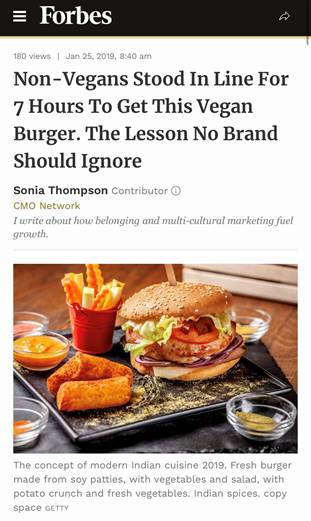 Forbes
180 views | Jan 25, 2019, 8:40 am
Non-Vegans Stood In Line For
7 Hours To Get This Vegan
Burger. The Lesson No Brand
Should Ignore
Sonia Thompson Contributor
CMO Network
I write about how belonging and multi-cultural marketing fuel
growth.
The concept of modern Indian cuisine 2019. Fresh burger
made from soy patties, with vegetables and salad, with
potato crunch and fresh vegetables. Indian spices. copy
space GETTY